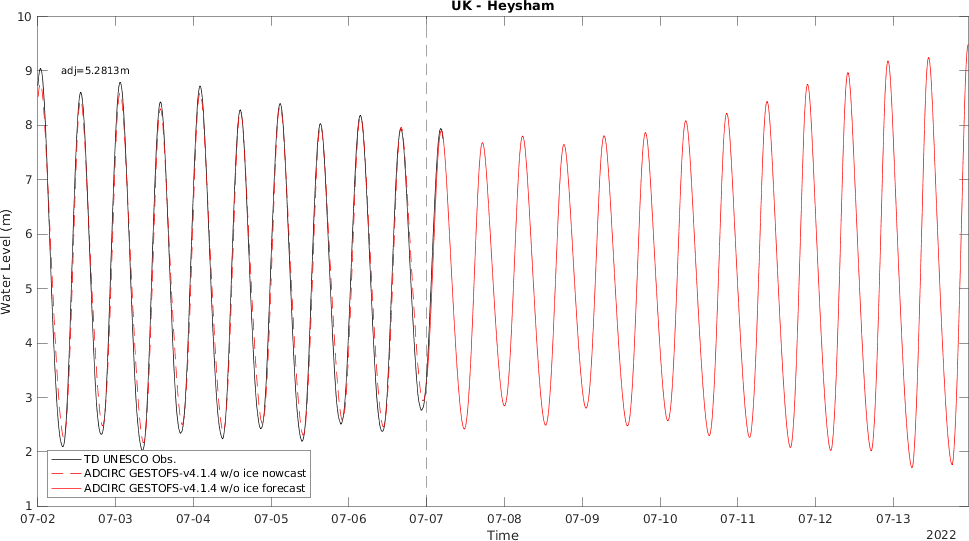 UK - Heysham
10
9
8
7
6
5
4
3
2
1
Water Level (m)
adj=5.2813m
TD UNESCO Obs.
ADCIRC GESTOFS-v4.1.4 w/o ice nowcast
ADCIRC GESTOFS-v4.1.4 w/o ice forecast
07-02 07-03 07-04 07-05 07-06 07-07 07-08 07-09 07-10 07-11 07-12 07-13
Time
2022